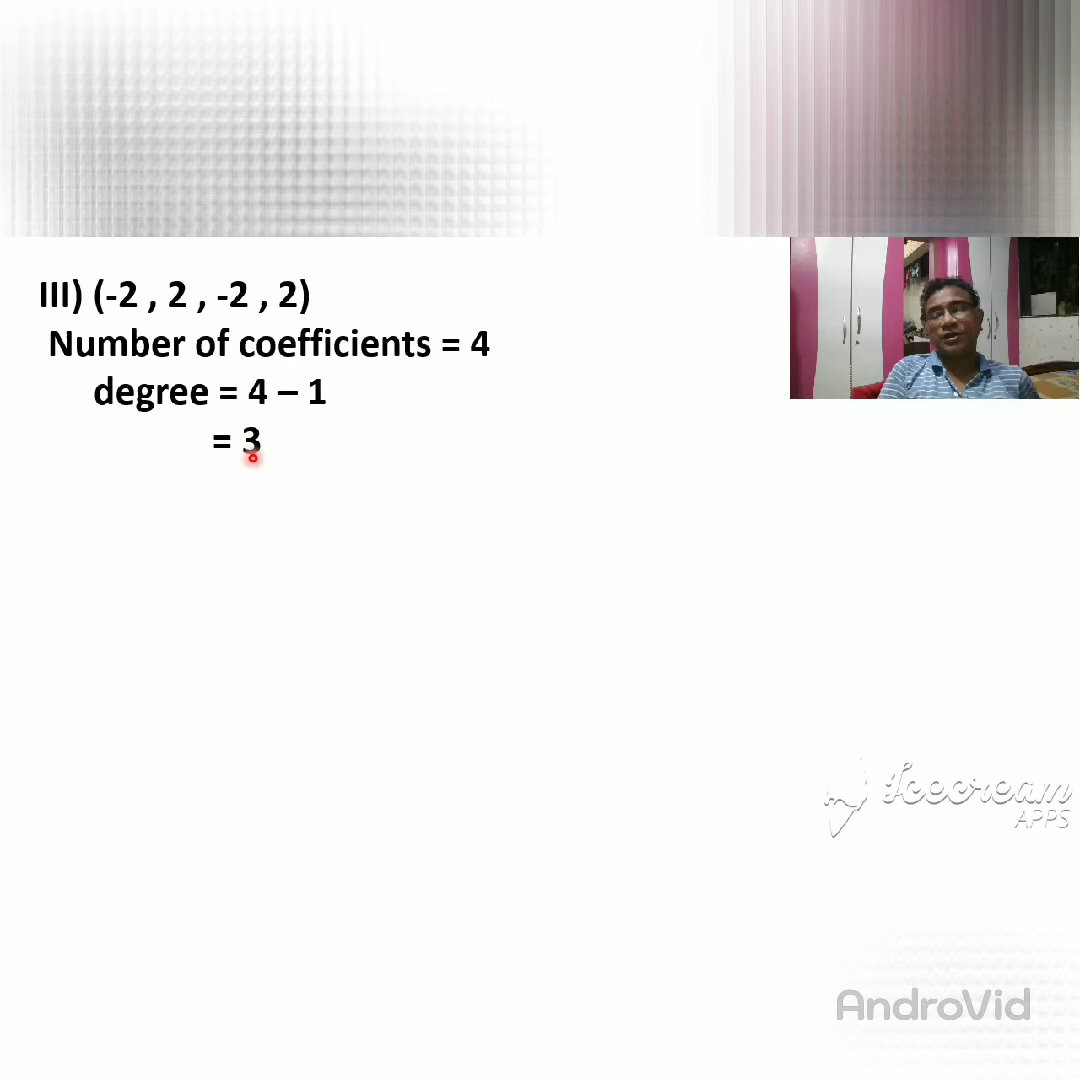 III) (-2 , 2 , -2 , 2)
Number of coefficients = 4
degree = 4 – 1
= 3
Icecream
APPS
AndroVid